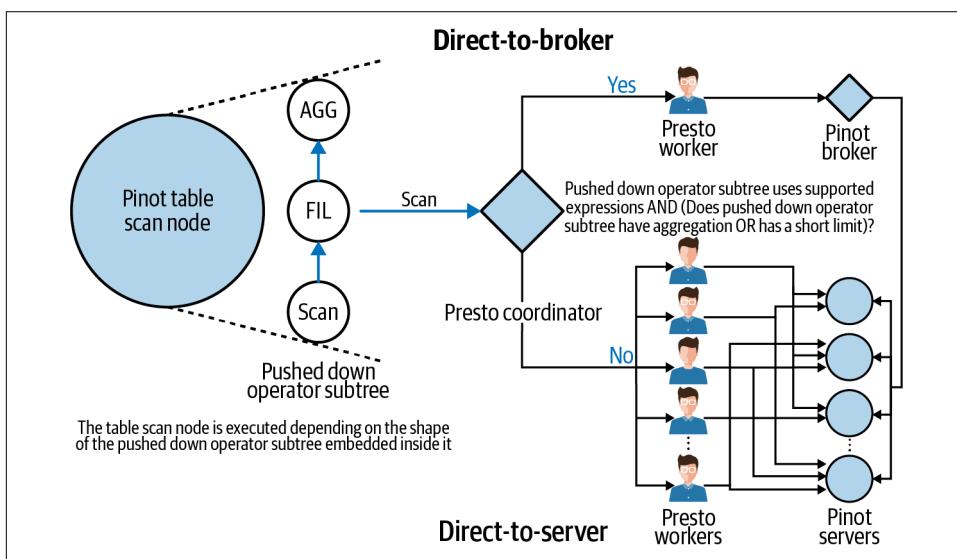 Direct-to-broker
AGG
FIL
Scan
Pinot table
scan node
Pushed down
operator subtree
The table scan node is executed depending on the shape
of the pushed down operator subtree embedded inside it
Scan
Yes
Presto
worker
Pinot
broker
Pushed down operator subtree uses supported
expressions AND (Does pushed down operator
subtree have aggregation OR has a short limit)?
Presto coordinator
No
Presto
workers
Pinot
servers
Direct-to-server